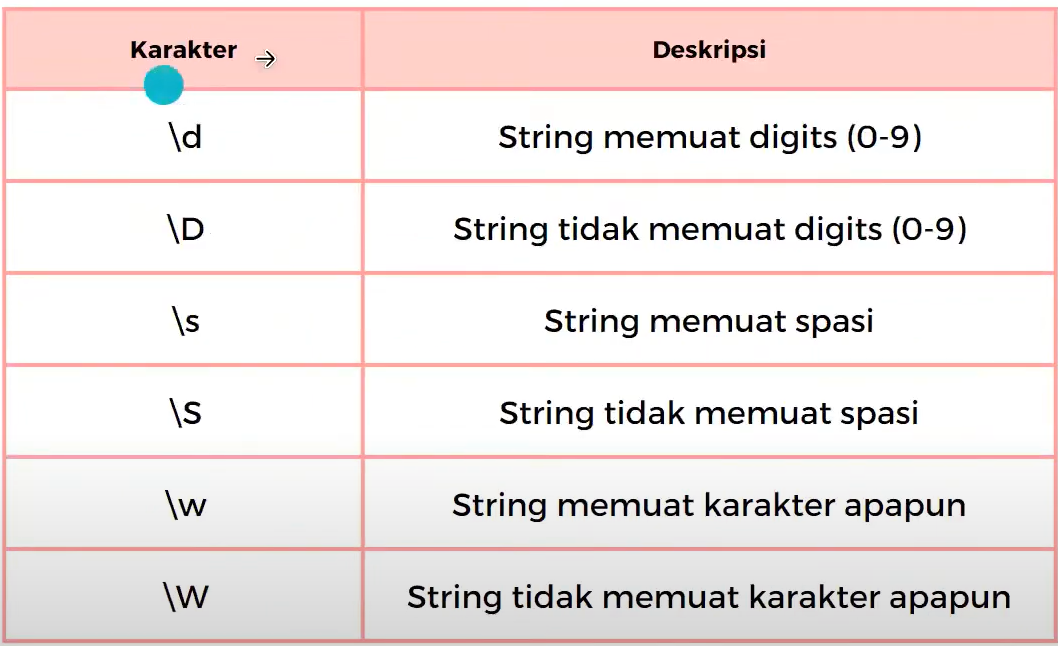 Karakter → Deskripsi
\d String memuat digits (0-9)
\D String tidak memuat digits (0-9)
\s String memuat spasi
\S String tidak memuat spasi
\w String memuat karakter apapun
\W String tidak memuat karakter apapun